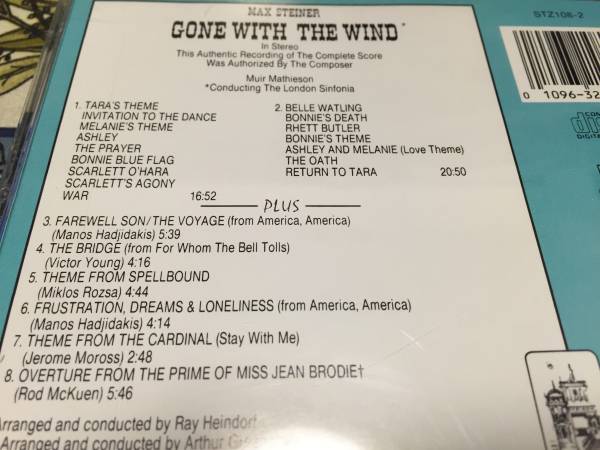 MAX STEINER
GONE WITH THE WIND*
In Stereo
This Authentic Recording of The Complete Score
Was Authorized By The Composer
Muir Mathieson
*Conducting The London Sinfonia
1. TARA'S THEME
INVITATION TO THE DANCE
MELANIE'S THEME
ASHLEY
THE PRAYER
BONNIE BLUE FLAG
SCARLETT O'HARA
SCARLETT'S AGONY
WAR 16:52
2. BELLE WATLING
BONNIE'S DEATH
RHETT BUTLER
BONNIE'S THEME
ASHLEY AND MELANIE (Love Theme)
THE OATH
RETURN TO TARA 20:50
PLUS
3. FAREWELL SON/THE VOYAGE (from America, America)
(Manos Hadjidakis) 5:39
4. THE BRIDGE (from For Whom The Bell Tolls)
(Victor Young) 4:16
5. THEME FROM SPELLBOUND
(Miklos Rozsa) 4:44
6. FRUSTRATION, DREAMS & LONELINESS (from America, America)
(Manos Hadjidakis) 4:14
7. THEME FROM THE CARDINAL (Stay With Me)
(Jerome Moross) 2:48
8. OVERTURE FROM THE PRIME OF MISS JEAN BRODIE†
(Rod McKuen) 5:46
Arranged and conducted by Ray Heindorf
Arranged and conducted by Arthur
STZ108-2
0 1096-32